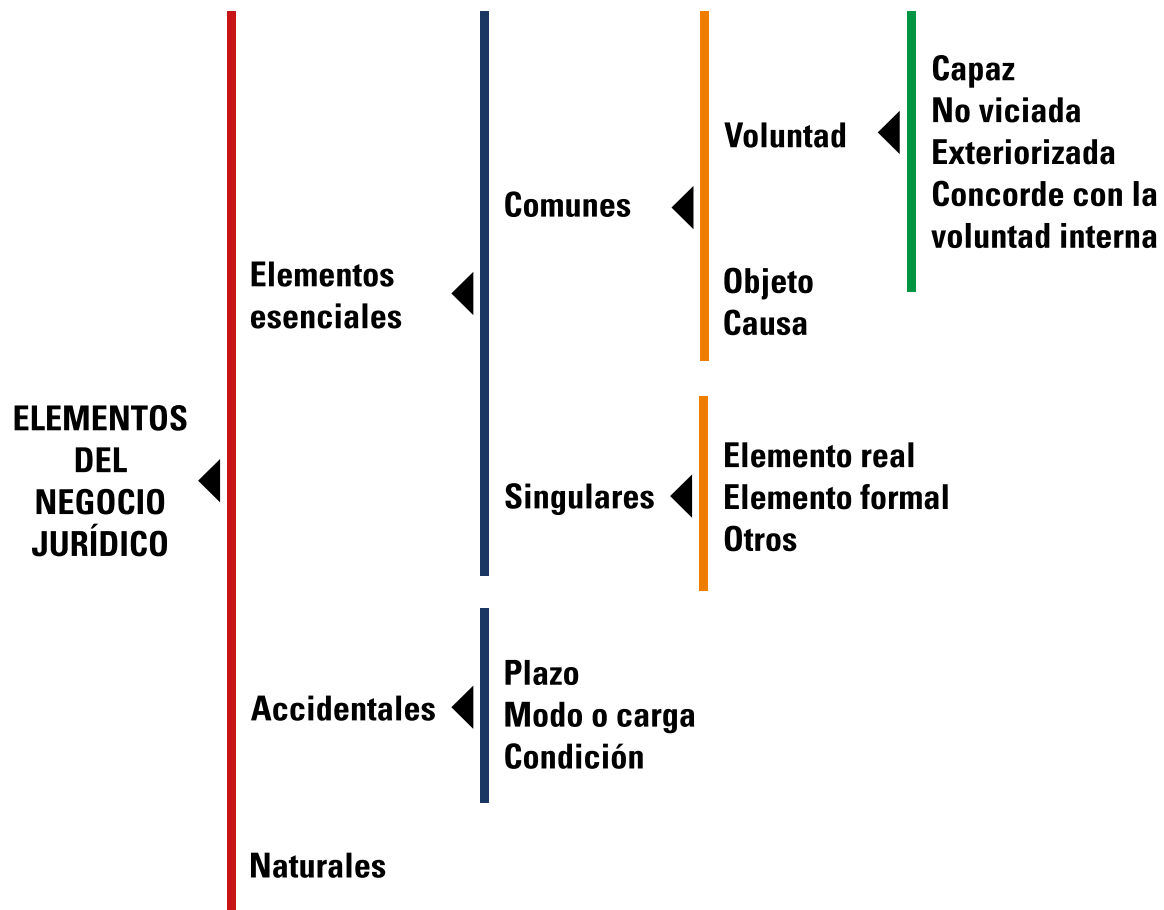 ELEMENTOS
DEL
NEGOCIO
JURÍDICO
Elementos
esenciales
Comunes
Voluntad
Capaz
No viciada
Exteriorizada
Concorde con la
voluntad interna
Objeto
Causa
Singulares
Elemento real
Elemento formal
Otros
Accidentales
Plazo
Modo o carga
Condición
Naturales